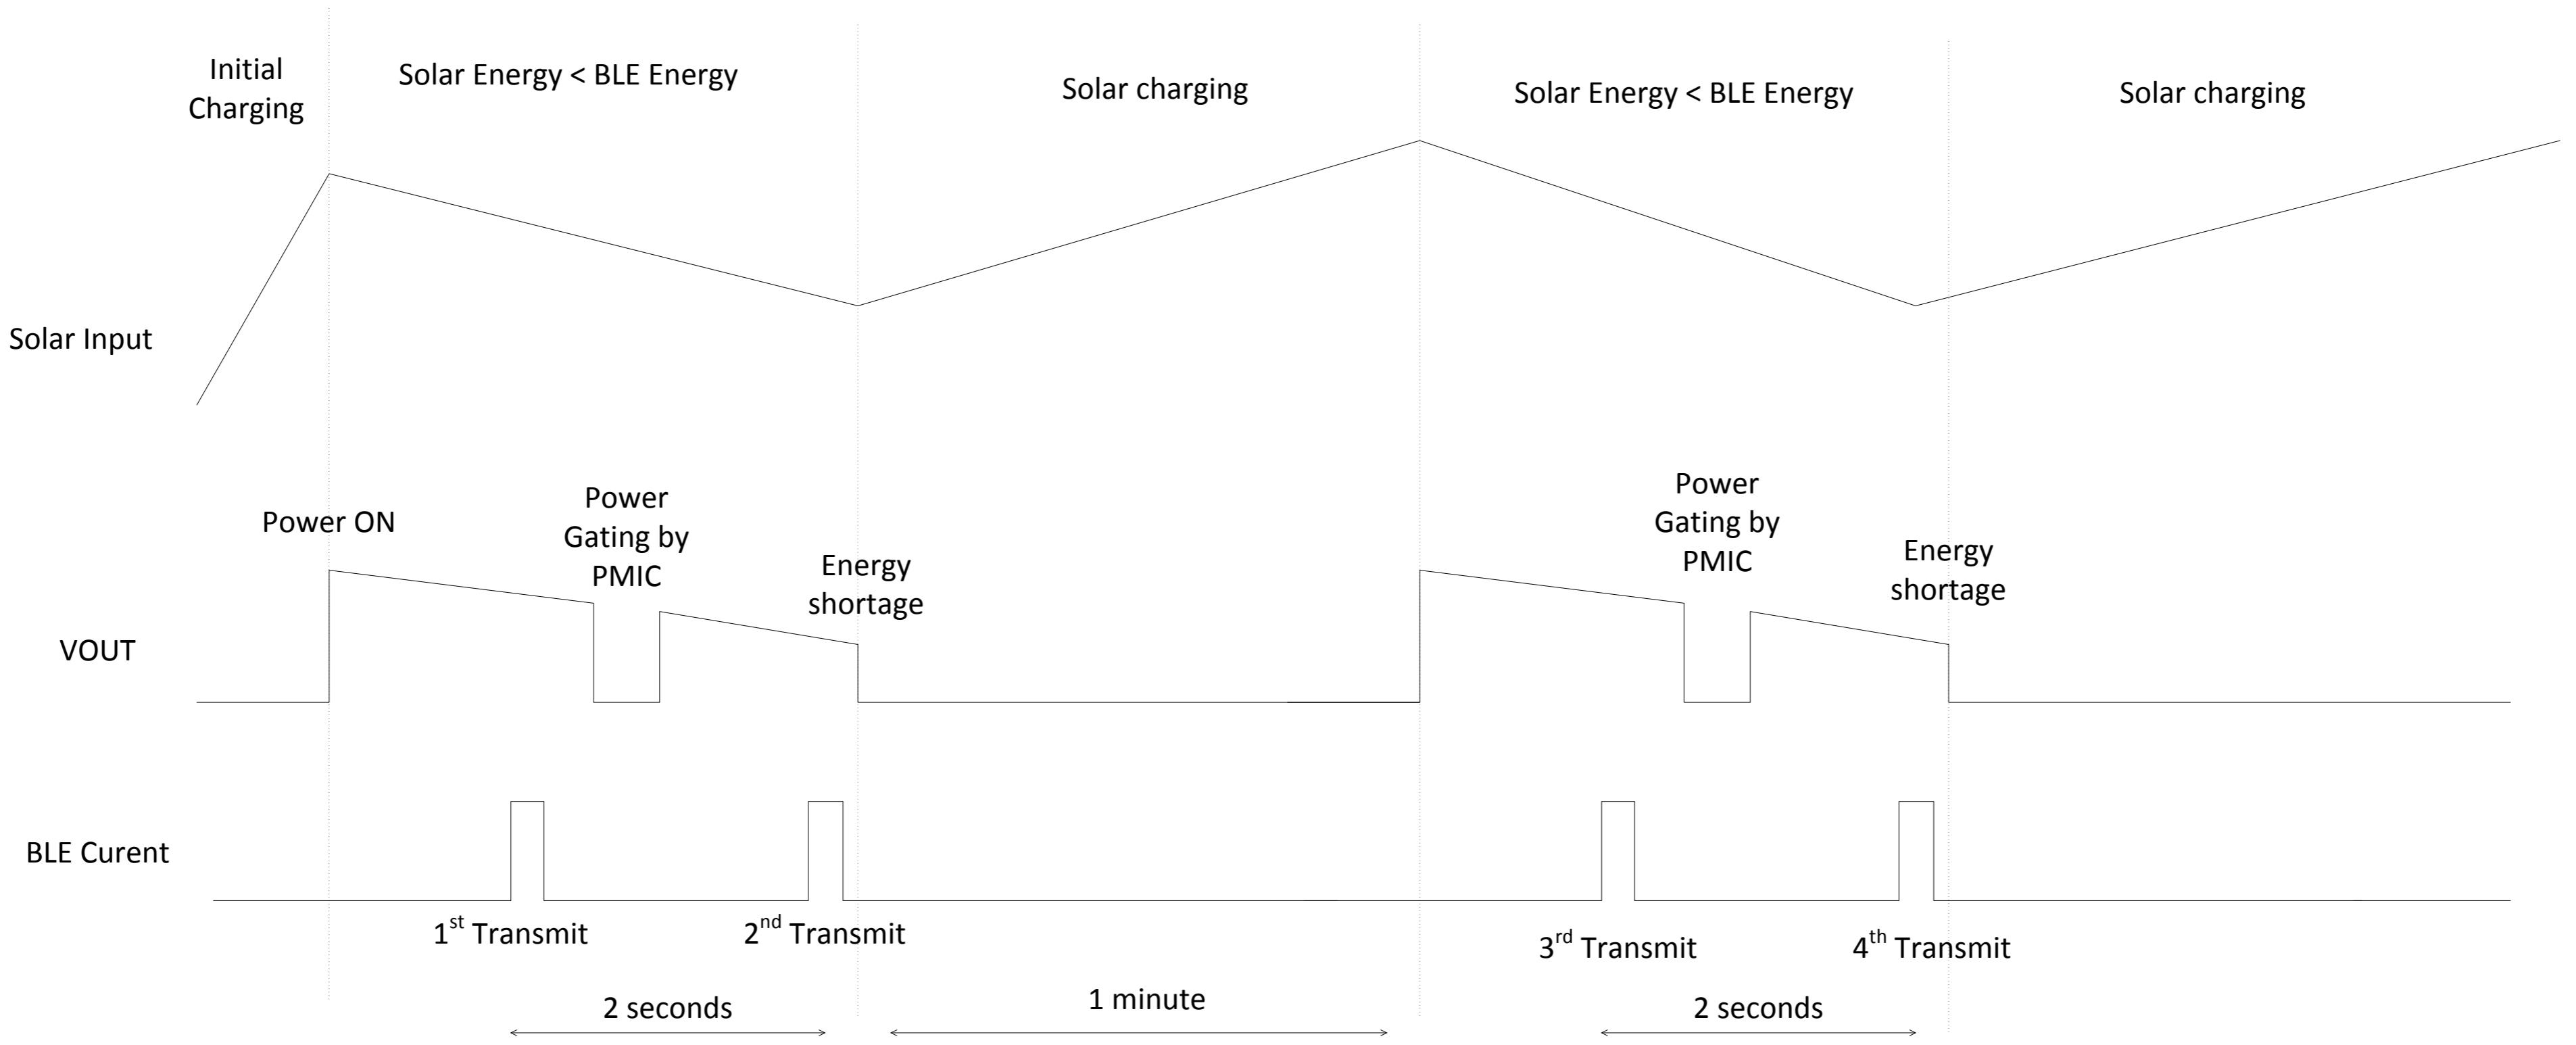 Initial
Charging
Solar Energy < BLE Energy
Solar charging
Solar Energy < BLE Energy
Solar charging
Solar Input
Power ON
Power
Gating by
PMIC
Energy
shortage
Power
Gating by
PMIC
Energy
shortage
VOUT
BLE Curent
1st Transmit
2nd Transmit
3rd Transmit
4th Transmit
2 seconds
1 minute
2 seconds